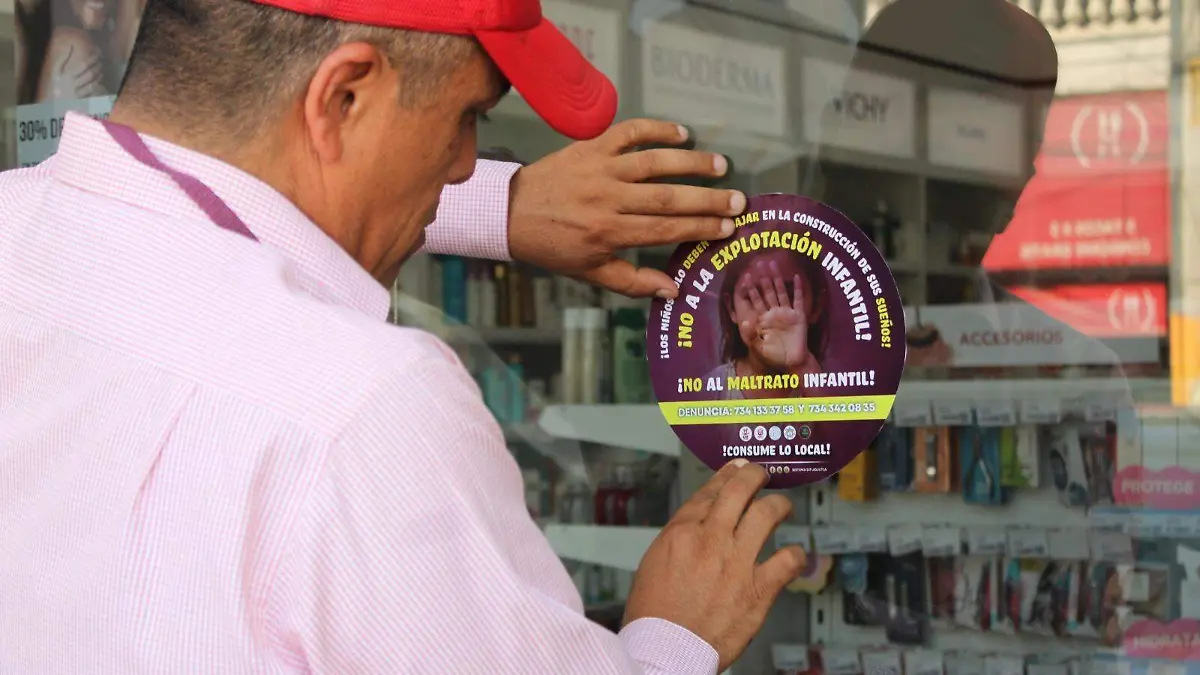 30% D
BIODERMA
VICHY
¡LOS NIÑOS SOLO DEBEN TRABAJAR EN LA CONSTRUCCIÓN DE SUS SUEÑOS!
¡NO A LA EXPLOTACIÓN INFANTIL!
¡NO AL MALTRATO INFANTIL!
DENUNCIA: 734 133 37 58 Y 734 342 08 35
!CONSUME LO LOCAL!
ACCESORIOS
PROTEGE
HIDRATA